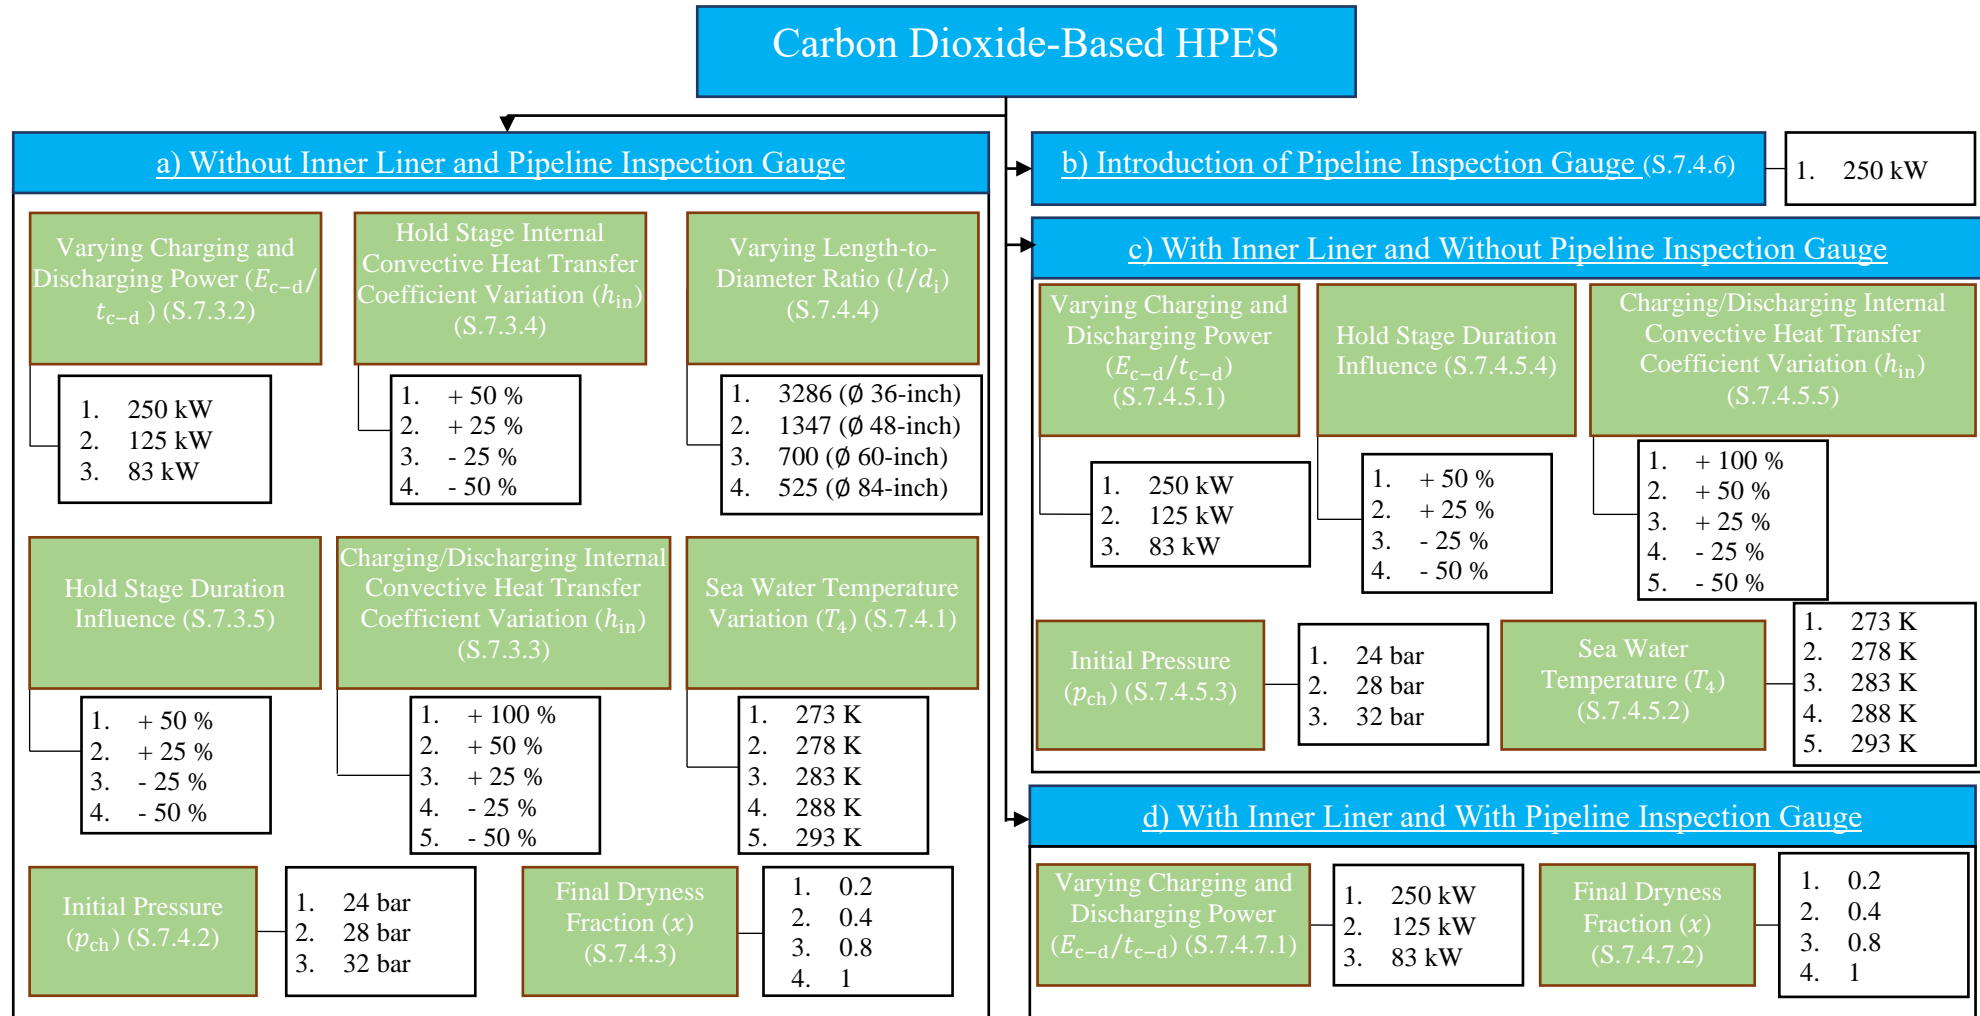 Carbon Dioxide-Based HPES
a) Without Inner Liner and Pipeline Inspection Gauge
Varying Charging and
Discharging Power (E_c−d/
t_c−d ) (S.7.3.2)
1. 250 kW
2. 125 kW
3. 83 kW
Hold Stage Internal
Convective Heat Transfer
Coefficient Variation (h_in)
(S.7.3.4)
1. + 50 %
2. + 25 %
3. - 25 %
4. - 50 %
Varying Length-to-
Diameter Ratio (l/d_i)
(S.7.4.4)
1. 3286 (Ø 36-inch)
2. 1347 (Ø 48-inch)
3. 700 (Ø 60-inch)
4. 525 (Ø 84-inch)
Hold Stage Duration
Influence (S.7.3.5)
1. + 50 %
2. + 25 %
3. - 25 %
4. - 50 %
Charging/Discharging Internal
Convective Heat Transfer
Coefficient Variation (h_in)
(S.7.3.3)
1. + 100 %
2. + 50 %
3. + 25 %
4. - 25 %
5. - 50 %
Sea Water Temperature
Variation (T_4) (S.7.4.1)
1. 273 K
2. 278 K
3. 283 K
4. 288 K
5. 293 K
Initial Pressure
(p_ch) (S.7.4.2)
1. 24 bar
2. 28 bar
3. 32 bar
Final Dryness
Fraction (x)
(S.7.4.3)
1. 0.2
2. 0.4
3. 0.8
4. 1
b) Introduction of Pipeline Inspection Gauge (S.7.4.6)
1. 250 kW
c) With Inner Liner and Without Pipeline Inspection Gauge
Varying Charging and
Discharging Power
(E_c−d/t_c−d)
(S.7.4.5.1)
1. 250 kW
2. 125 kW
3. 83 kW
Hold Stage Duration
Influence (S.7.4.5.4)
1. + 50 %
2. + 25 %
3. - 25 %
4. - 50 %
Charging/Discharging Internal
Convective Heat Transfer
Coefficient Variation (h_in)
(S.7.4.5.5)
1. + 100 %
2. + 50 %
3. + 25 %
4. - 25 %
5. - 50 %
Initial Pressure
(p_ch) (S.7.4.5.3)
1. 24 bar
2. 28 bar
3. 32 bar
Sea Water
Temperature (T_4)
(S.7.4.5.2)
1. 273 K
2. 278 K
3. 283 K
4. 288 K
5. 293 K
d) With Inner Liner and With Pipeline Inspection Gauge
Varying Charging and
Discharging Power
(E_c−d/t_c−d) (S.7.4.7.1)
1. 250 kW
2. 125 kW
3. 83 kW
Final Dryness
Fraction (x)
(S.7.4.7.2)
1. 0.2
2. 0.4
3. 0.8
4. 1